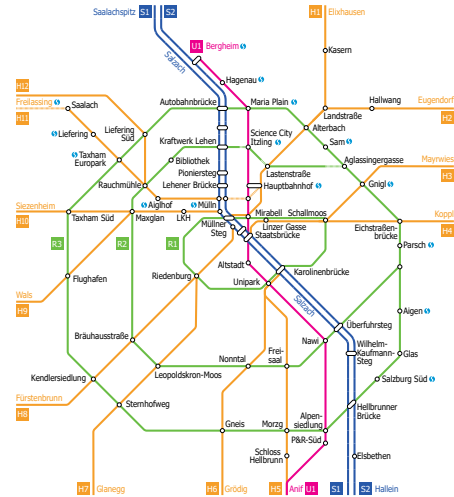 Saalachspitz S1 S2
H1 Elixhausen
U1 Bergheim S
Kasern
Salzach
Hagenau S
H12
Freilassing S
H11
Saalach
Autobahnbrücke
Maria Plain S
Hallwang
Eugendorf
H2
Landstraße
Liefering S
Liefering
Süd
Alterbach
Kraftwerk Lehen
Science City
Itzling S
Sam S
Taxham
Europark S
Bibliothek
Aglassingergasse
Mayrwies
H3
Pioniersteg
Lastenstraße
Rauchmühle
Lehener Brücke
Hauptbahnhof S
Gnigl S
Siezenheim
H10
Aiglhof S
Mülln S
Taxham Süd
Maxglan
LKH
Mirabell
Schallmoos
Koppl
H4
Müllner
Steg
Linzer Gasse
Staatsbrücke
Eichstraßen-
brücke
R3
R2
R1
Parsch S
Altstadt
Flughafen
Riedenburg
Karolinenbrücke
Unipark
Wals
H9
Salzach
Aigen S
Überfuhrsteg
Bräuhausstraße
Nawi
Wilhelm-
Kaufmann-
Steg
Glas
Nonntal
Frei-
saal
Leopoldskron-Moos
Kendlersiedlung
Salzburg Süd S
Fürstenbrunn
H8
Sternhofweg
Hellbrunner
Brücke
Gneis
Morzg
Alpen-
siedlung
P&R-Süd
Schloss
Hellbrunn
Elsbethen
H7 Glanegg
H6 Grödig
H5 Anif U1
S1 S2 Hallein